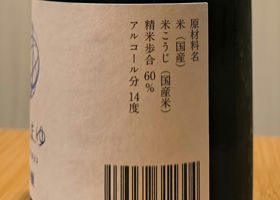 原材料名
米（国産）
米こうじ（国産米）
精米歩合 60％
アルコール分 14度